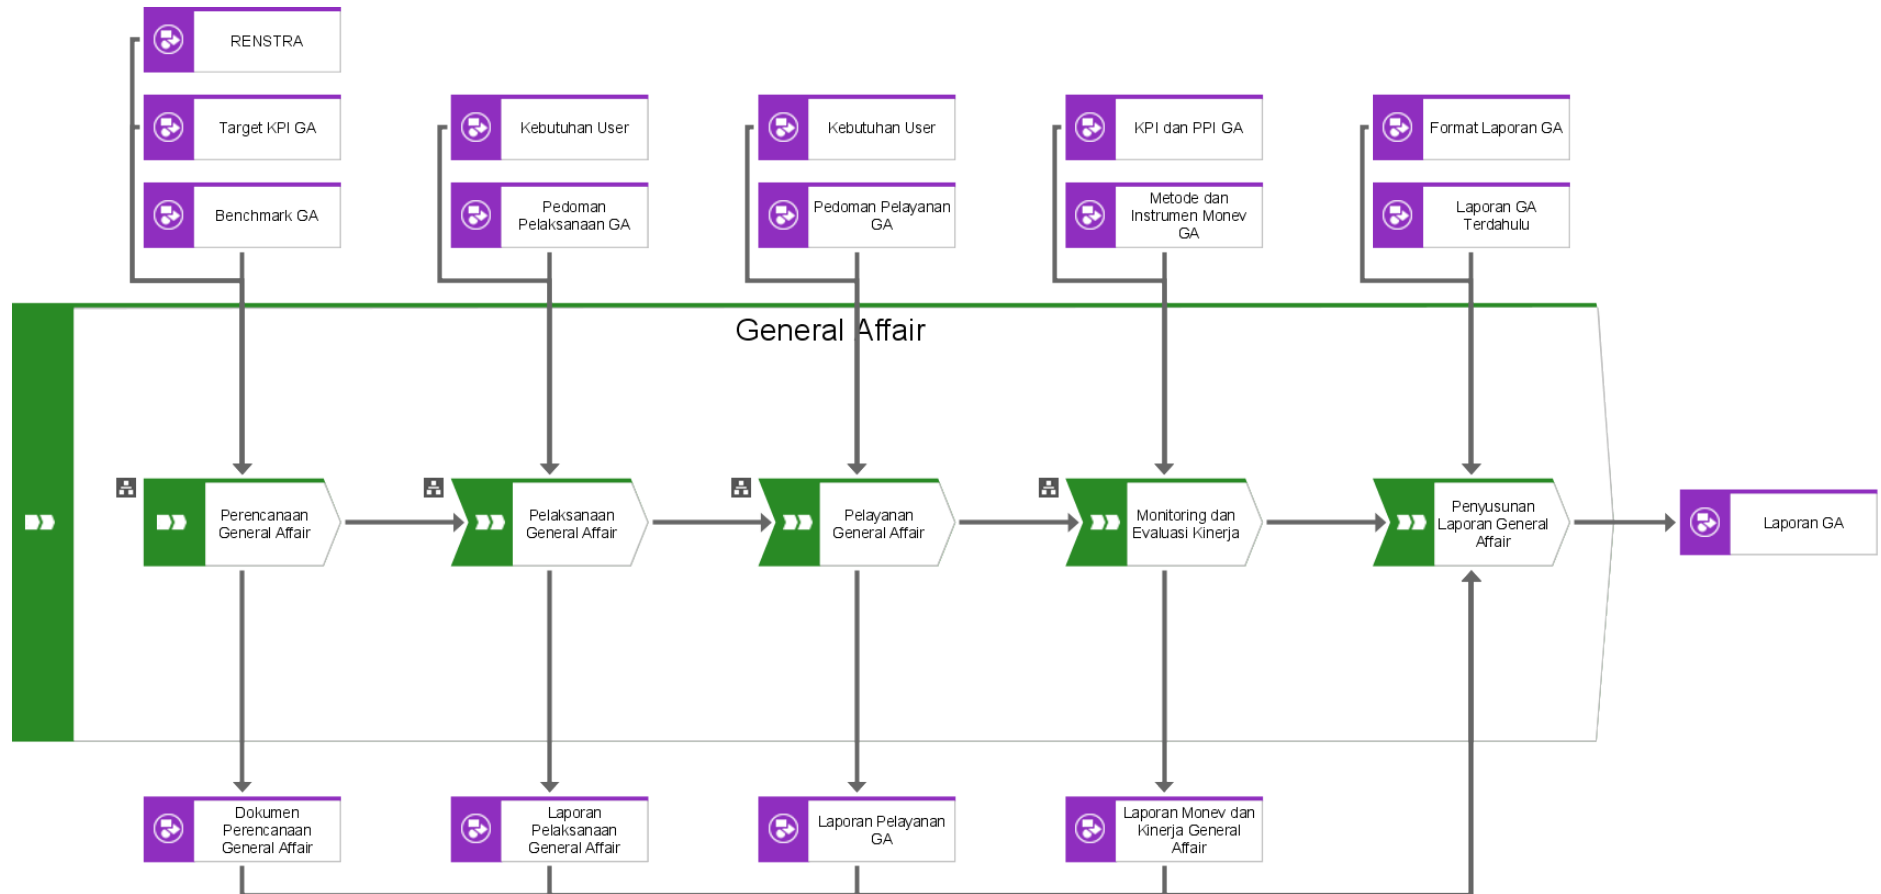 RENSTRA
Target KPI GA
Kebutuhan User
Kebutuhan User
KPI dan PPI GA
Format Laporan GA
Benchmark GA
Pedoman
Pelaksanaan GA
Pedoman Pelayanan
GA
Metode dan
Instrumen Monev
GA
Laporan GA
Terdahulu
General Affair
Perencanaan
General Affair
Pelaksanaan
General Affair
Pelayanan
General Affair
Monitoring dan
Evaluasi Kinerja
Penyusunan
Laporan General
Affair
Laporan GA
Dokumen
Perencanaan
General Affair
Laporan
Pelaksanaan
General Affair
Laporan Pelayanan
GA
Laporan Monev dan
Kinerja General
Affair